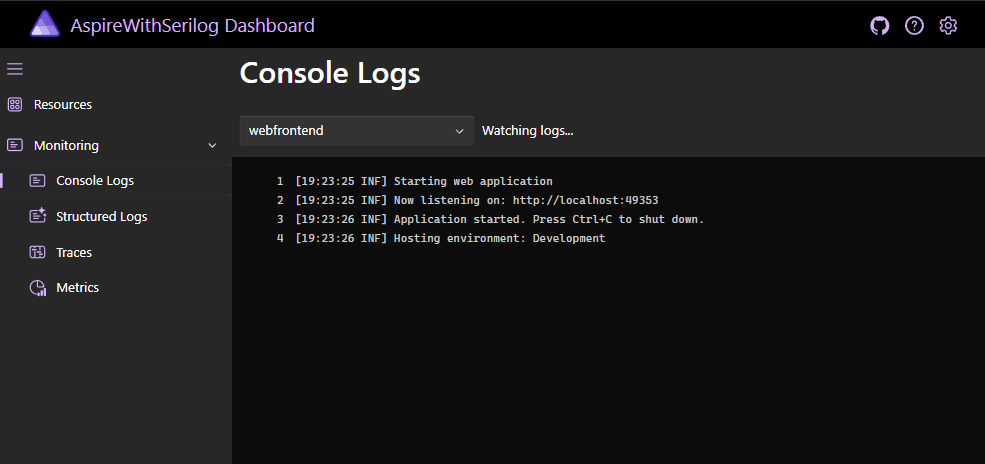 AspireWithSerilog Dashboard
Resources
Monitoring
Console Logs
Structured Logs
Traces
Metrics
Console Logs
webfrontend
Watching logs...
1 [19:23:25 INF] Starting web application
2 [19:23:25 INF] Now listening on: http://localhost:49353
3 [19:23:26 INF] Application started. Press Ctrl+C to shut down.
4 [19:23:26 INF] Hosting environment: Development